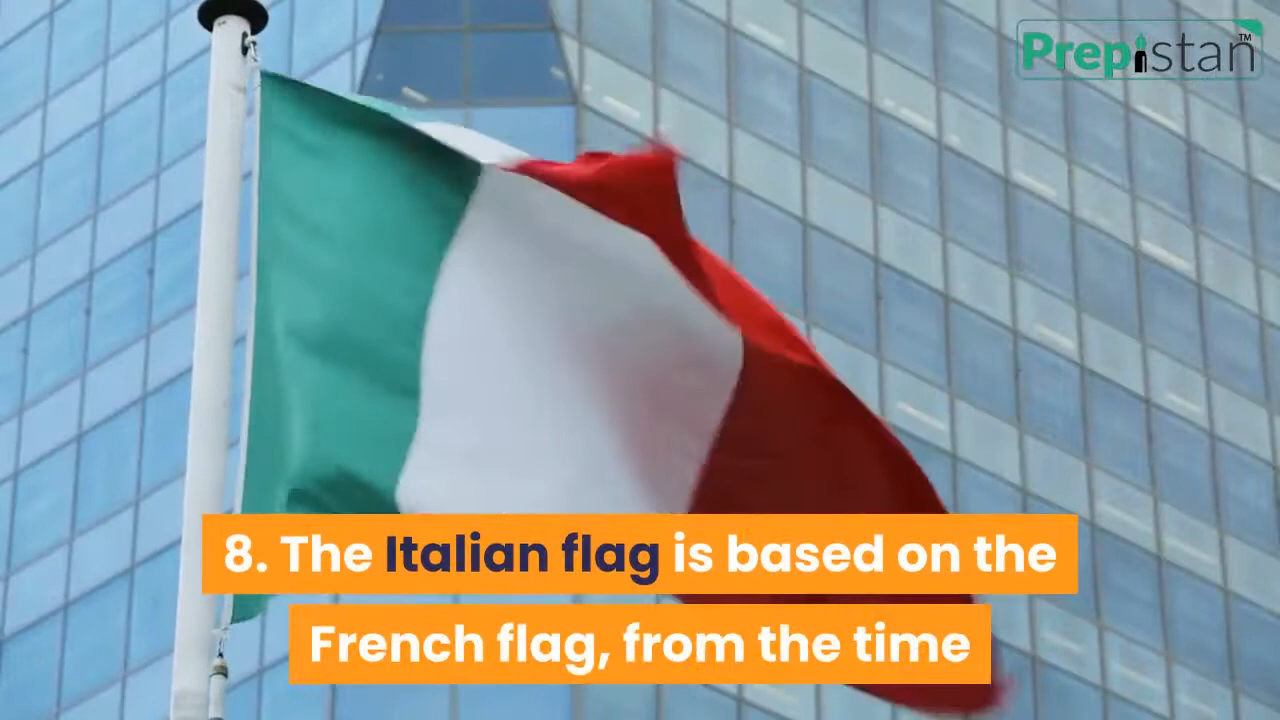 Prepistan™
8. The Italian flag is based on the
French flag, from the time